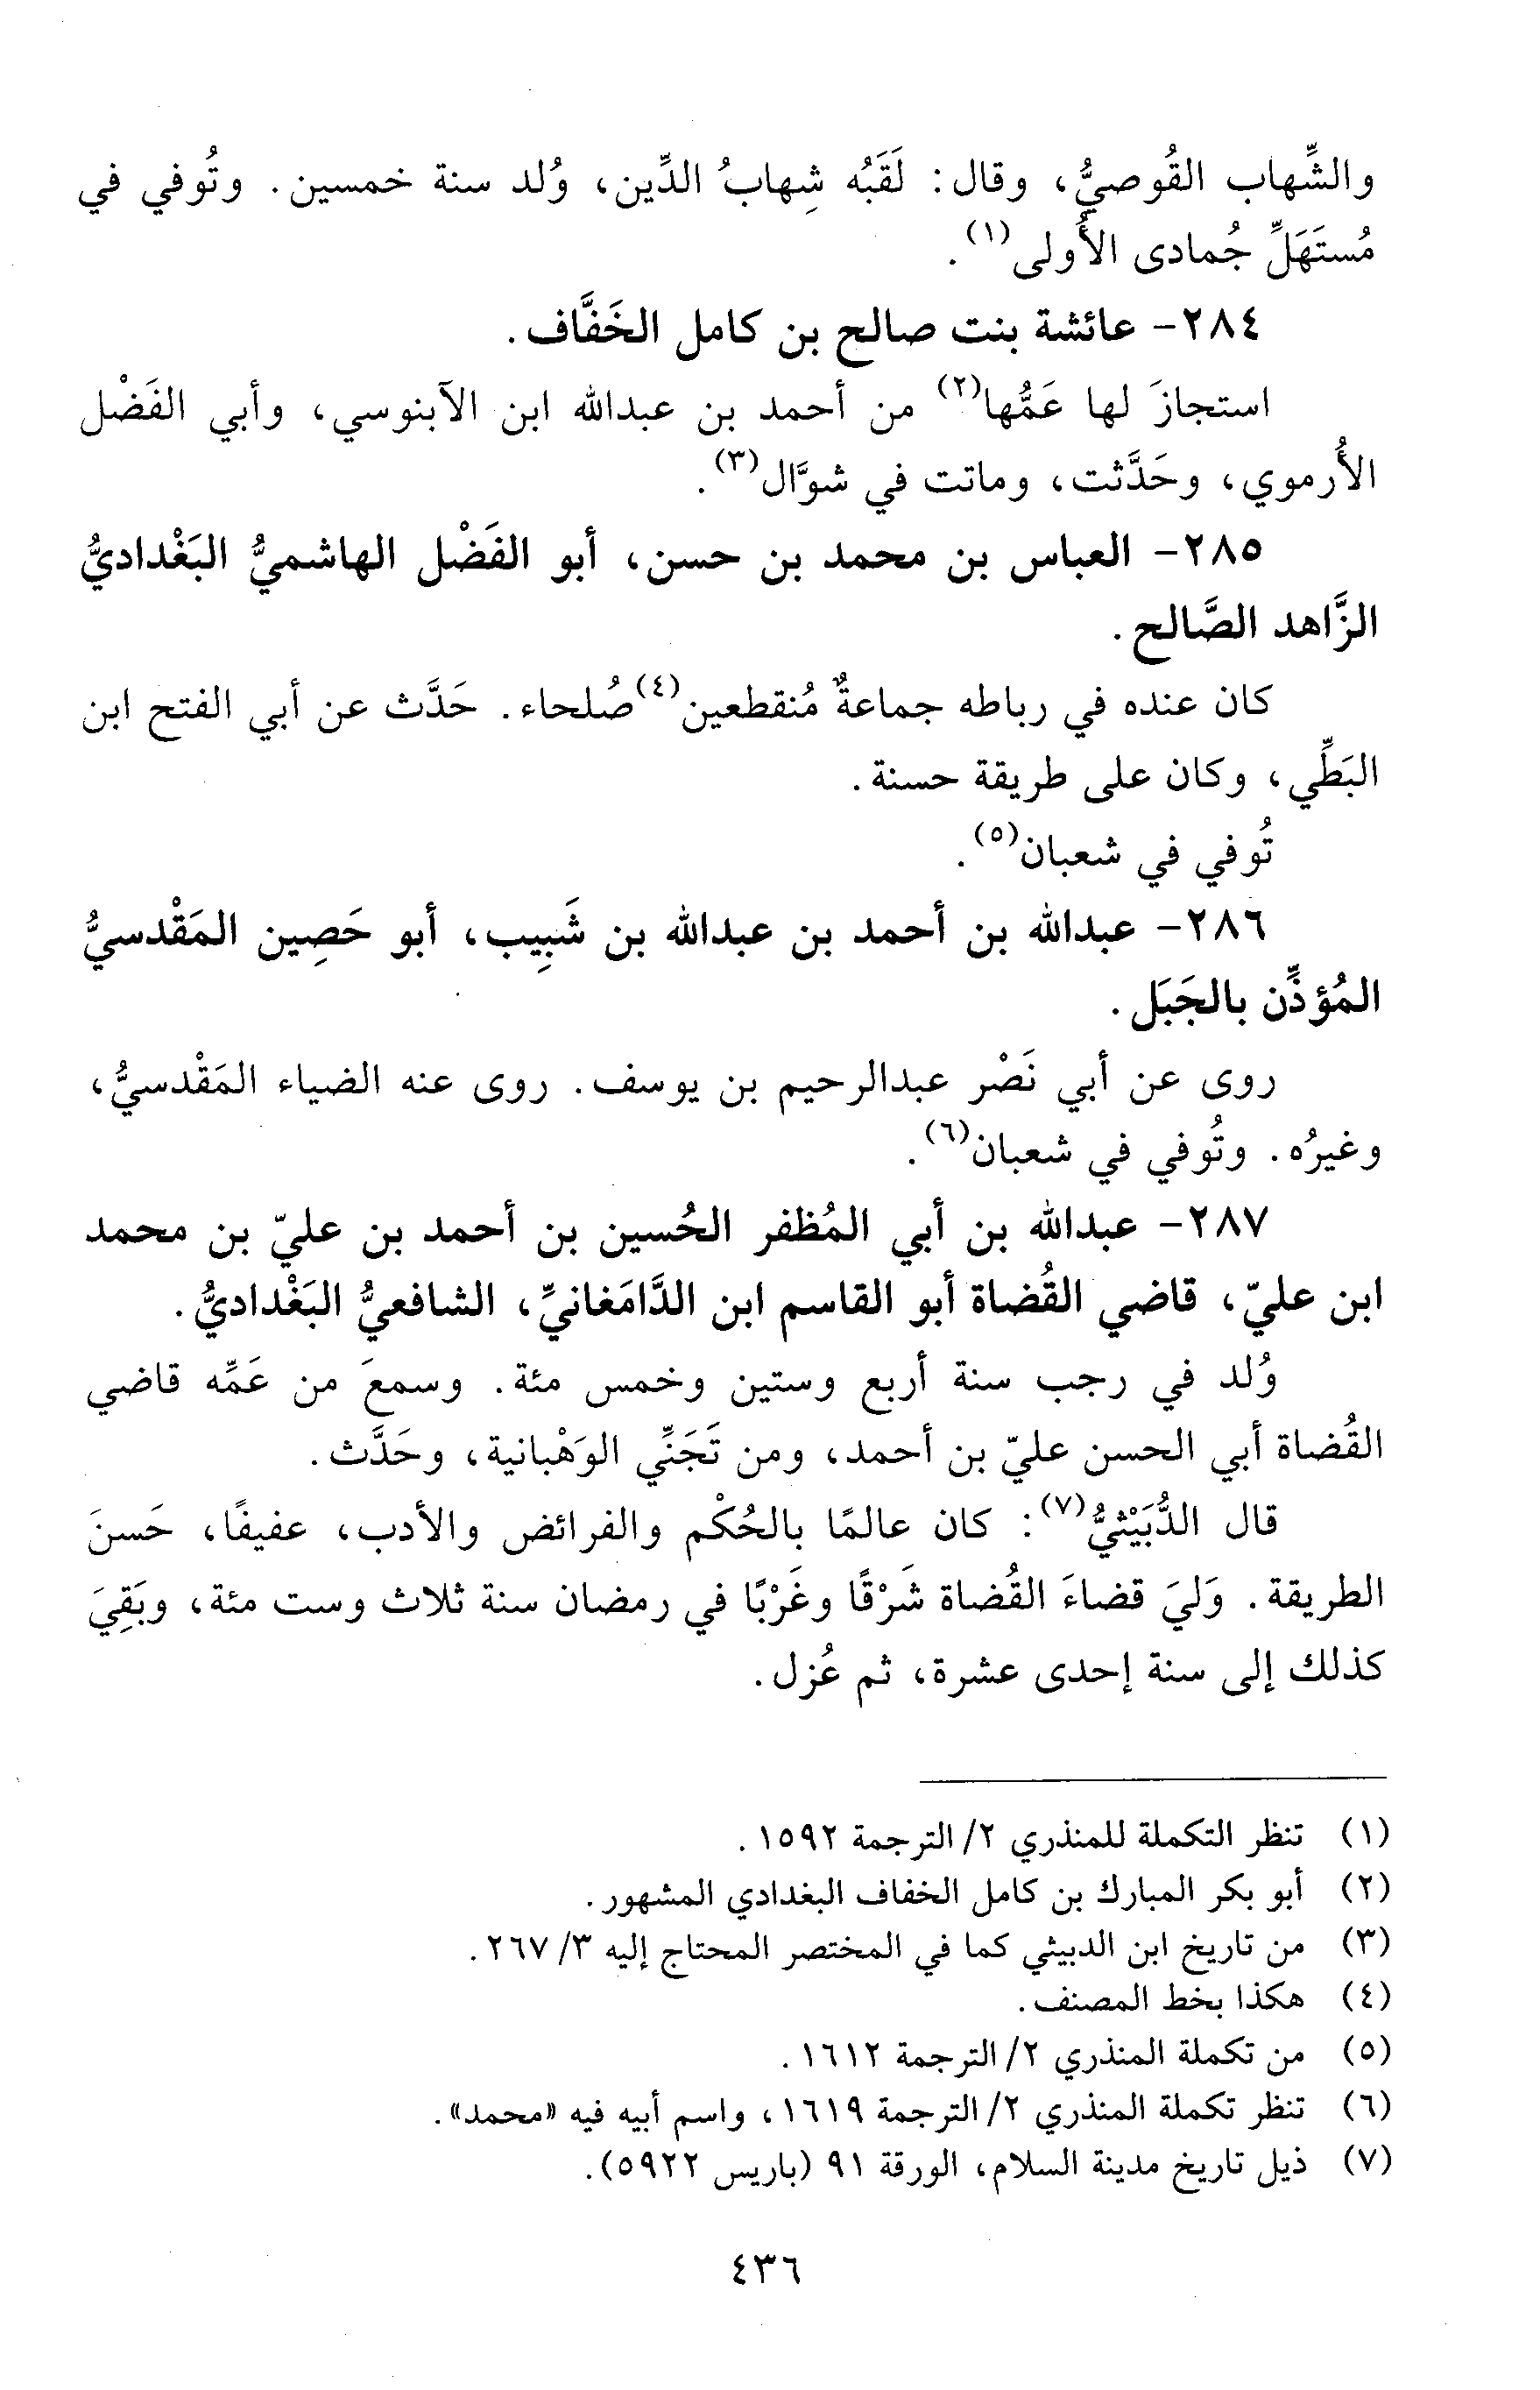 والشِّهاب القُوصيُّ، وقال: لَقَبُه شِهابُ الدِّين، وُلد سنة خمسين. وتُوفي في
مُستَهَلِّ جُمادى الأُولى(١).
٢٨٤- عائشة بنت صالح بن كامل الخَفَّاف.
استجازَ لها عَمُّها(٢) من أحمد بن عبدالله ابن الآبنوسي، وأبي الفَضْل
الأُرموي، وحَدَّثت، وماتت في شوَّال(٣).
٢٨٥- العباس بن محمد بن حسن، أبو الفَضْل الهاشميُّ البَغْداديُّ
الزَّاهد الصَّالح.
كان عنده في رباطه جماعةٌ مُنقطعين(٤) صُلحاء. حَدَّث عن أبي الفتح ابن
البَطِّي، وكان على طريقة حسنة.
تُوفي في شعبان(٥).
٢٨٦- عبدالله بن أحمد بن عبدالله بن شَبِيب، أبو حَصِين المَقْدسيُّ
المُؤذِّن بالجَبَل.
روى عن أبي نَصْر عبدالرحيم بن يوسف. روى عنه الضياء المَقْدسيُّ،
وغيرُه. وتُوفي في شعبان(٦).
٢٨٧- عبدالله بن أبي المُظفر الحُسين بن أحمد بن عليّ بن محمد
ابن عليّ، قاضي القُضاة أبو القاسم ابن الدَّامَغانيِّ، الشافعيُّ البَغْداديُّ.
وُلد في رجب سنة أربع وستين وخمس مئة. وسمعَ من عَمِّه قاضي
القُضاة أبي الحسن عليّ بن أحمد، ومن تَجَنِّي الوَهْبانية، وحَدَّث.
قال الدُّبَيْثيُّ(٧): كان عالمًا بالحُكْم والفرائض والأدب، عفيفًا، حَسنَ
الطريقة. وَليَ قضاءَ القُضاة شَرْقًا وغَرْبًا في رمضان سنة ثلاث وست مئة، وبَقِيَ
كذلك إلى سنة إحدى عشرة، ثم عُزل.
(١) تنظر التكملة للمنذري ٢/ الترجمة ١٥٩٢.
(٢) أبو بكر المبارك بن كامل الخفاف البغدادي المشهور.
(٣) من تاريخ ابن الدبيثي كما في المختصر المحتاج إليه ٣/ ٢٦٧.
(٤) هكذا بخط المصنف.
(٥) من تكملة المنذري ٢/ الترجمة ١٦١٢.
(٦) تنظر تكملة المنذري ٢/ الترجمة ١٦١٩، واسم أبيه فيه «محمد».
(٧) ذيل تاريخ مدينة السلام، الورقة ٩١ (باريس ٥٩٢٢).
٤٣٦